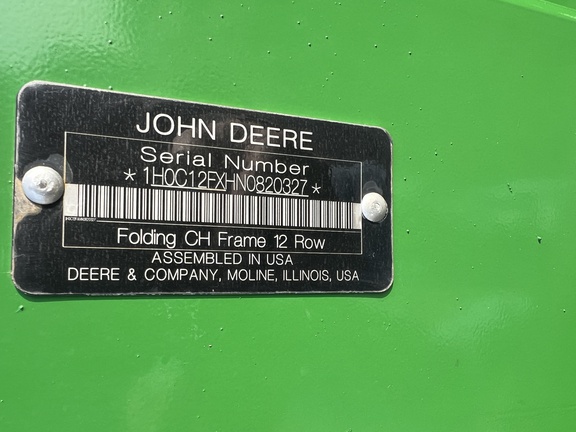 JOHN DEERE
Serial Number
*1H0C12FXHN0820327*
Folding CH Frame 12 Row
ASSEMBLED IN USA
DEERE & COMPANY, MOLINE, ILLINOIS, USA